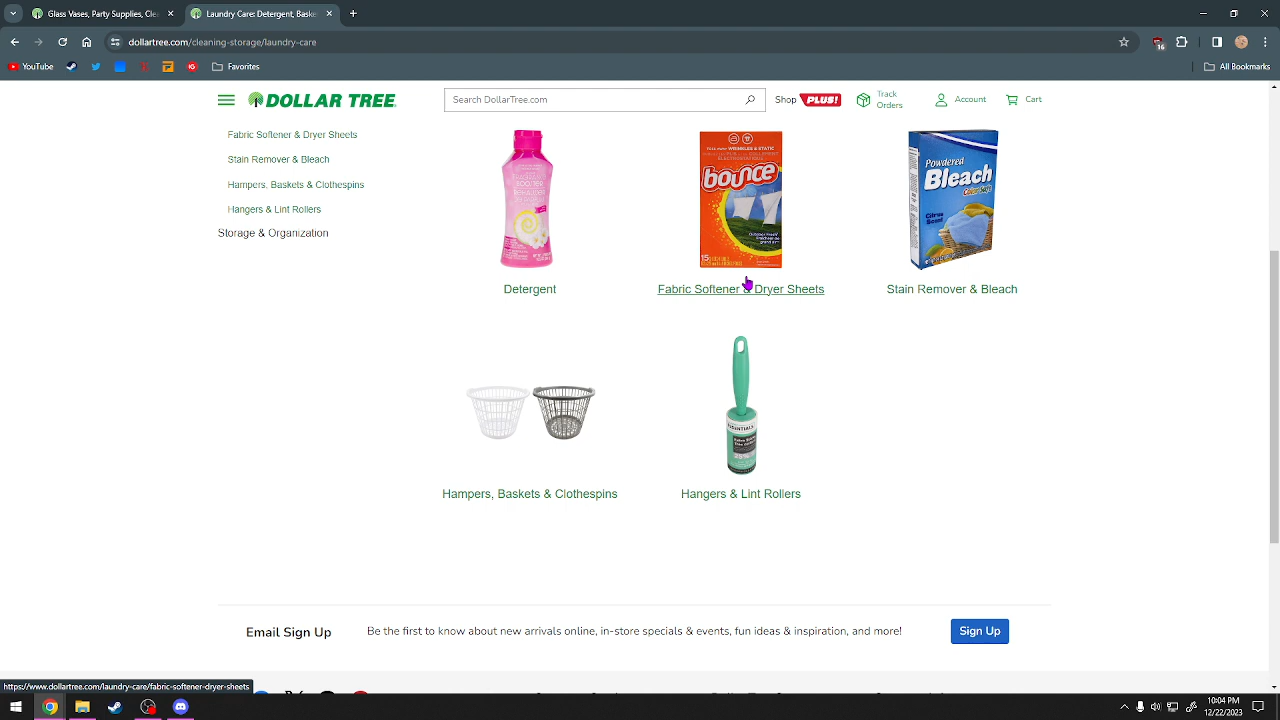 Glass Vases, Party Supplies, Cle
Laundry Care Detergents, Baske
dollartree.com/cleaning-storage/laundry-care
16
YouTube
Favorites
All Bookmarks
DOLLAR TREE
Search DollarTree.com
Shop PLUS!
Track Orders
Account
Cart
Fabric Softener & Dryer Sheets
Stain Remover & Bleach
Hampers, Baskets & Clothespins
Hangers & Lint Rollers
Storage & Organization
bounce
15
Powdered
Bleach
Detergent
Fabric Softener & Dryer Sheets
Stain Remover & Bleach
ESSENTIALS
Hampers, Baskets & Clothespins
Hangers & Lint Rollers
Email Sign Up
Be the first to know about new arrivals online, in-store specials & events, fun ideas & inspiration, and more!
Sign Up
https://www.dollartree.com/laundry-care/fabric-softener-dryer-sheets
10:04 PM
12/22/2023